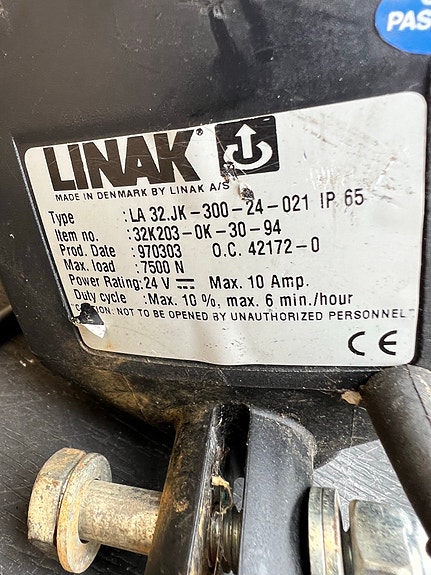 PAS
LINAK®
MADE IN DENMARK BY LINAK A/S
Type : LA 32.JK-300-24-021 IP 65
Item no. : 32K203-0K-30-94
Prod. Date : 970303 O.C. 42172-0
Max. load : 7500 N
Power Rating: 24 V ⎓ Max. 10 Amp.
Duty cycle : Max. 10 %, max. 6 min./hour
CAUTION: NOT TO BE OPENED BY UNAUTHORIZED PERSONNEL
CE